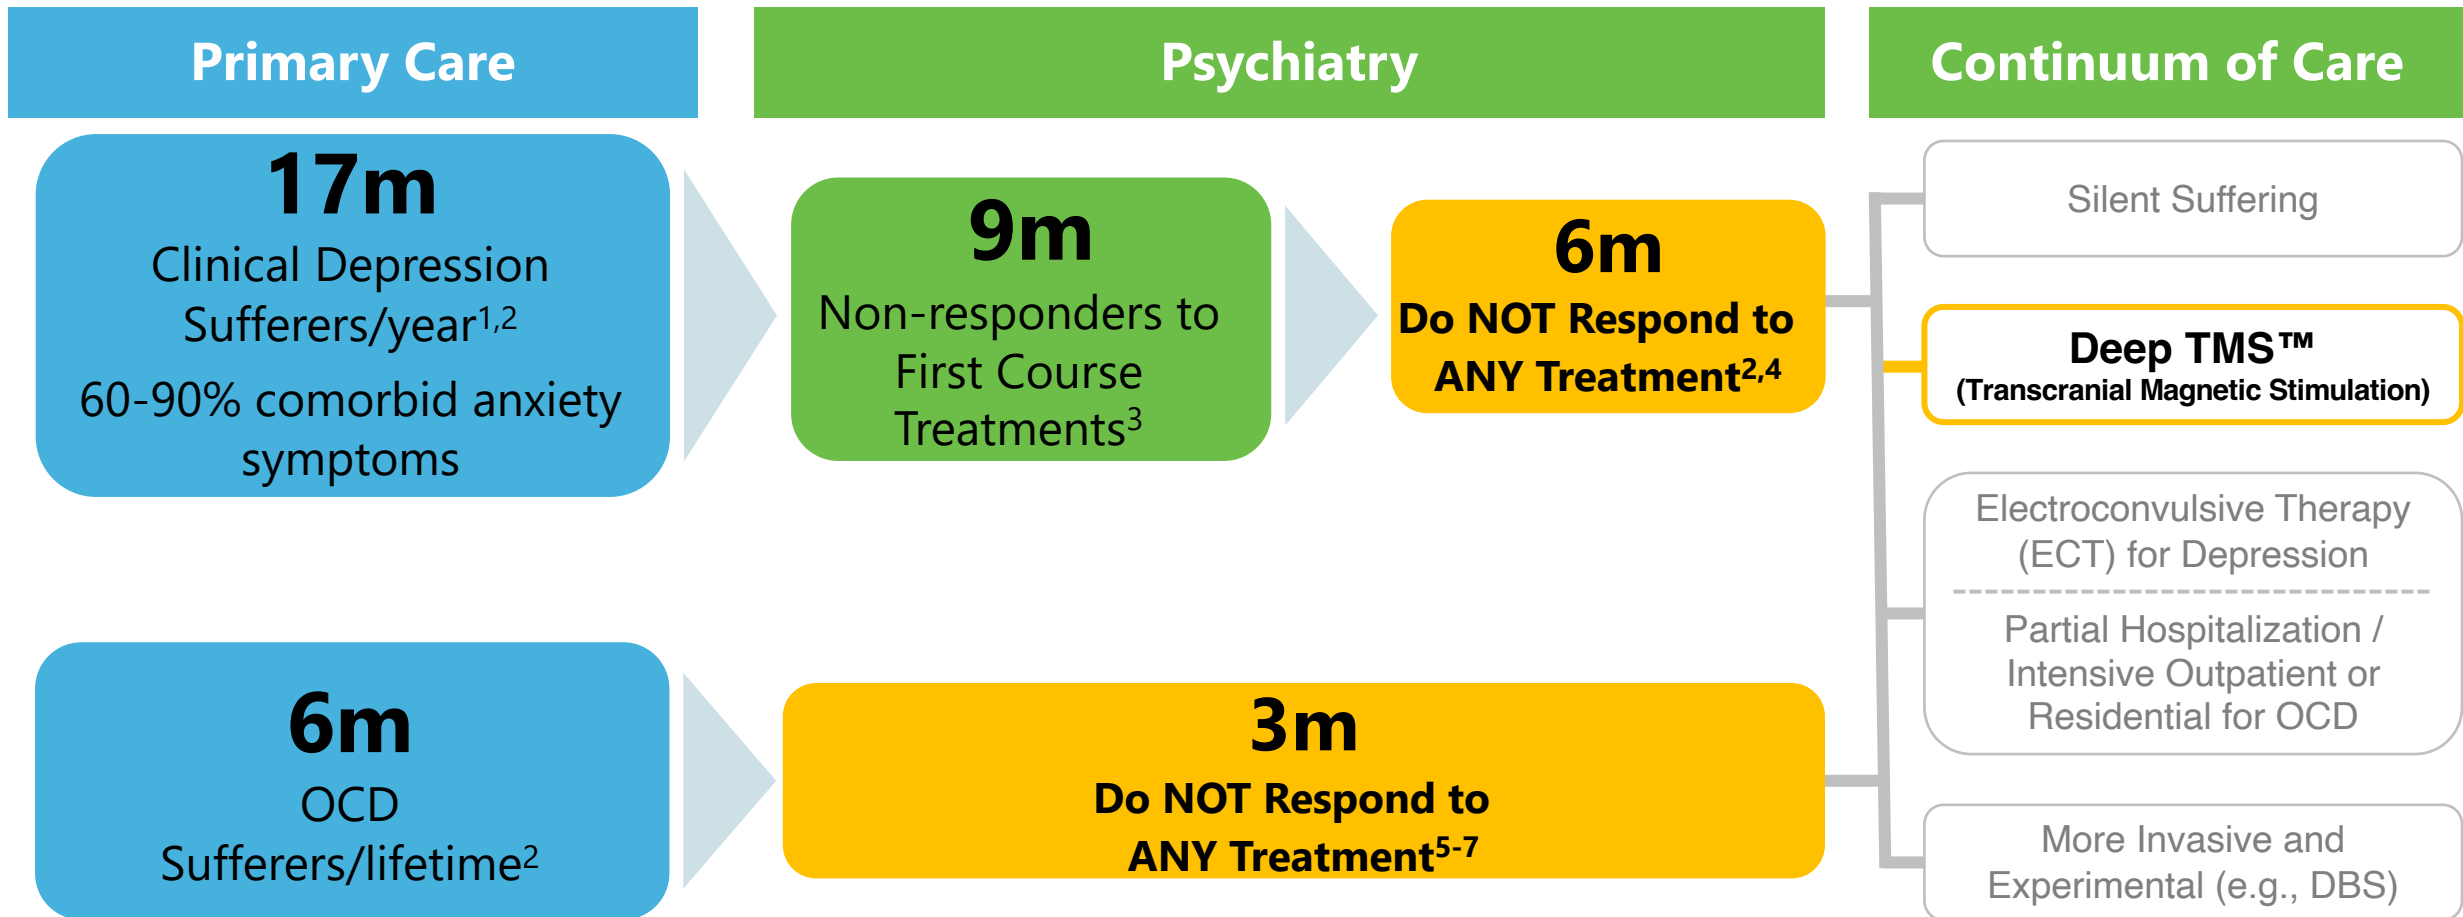 Primary Care
Psychiatry
Continuum of Care
17m
Clinical Depression
Sufferers/year1,2
60-90% comorbid anxiety
symptoms
9m
Non-responders to
First Course
Treatments3
6m
Do NOT Respond to
ANY Treatment2,4
Silent Suffering
Deep TMS™
(Transcranial Magnetic Stimulation)
Electroconvulsive Therapy
(ECT) for Depression
Partial Hospitalization /
Intensive Outpatient or
Residential for OCD
More Invasive and
Experimental (e.g., DBS)
6m
OCD
Sufferers/lifetime2
3m
Do NOT Respond to
ANY Treatment5-7